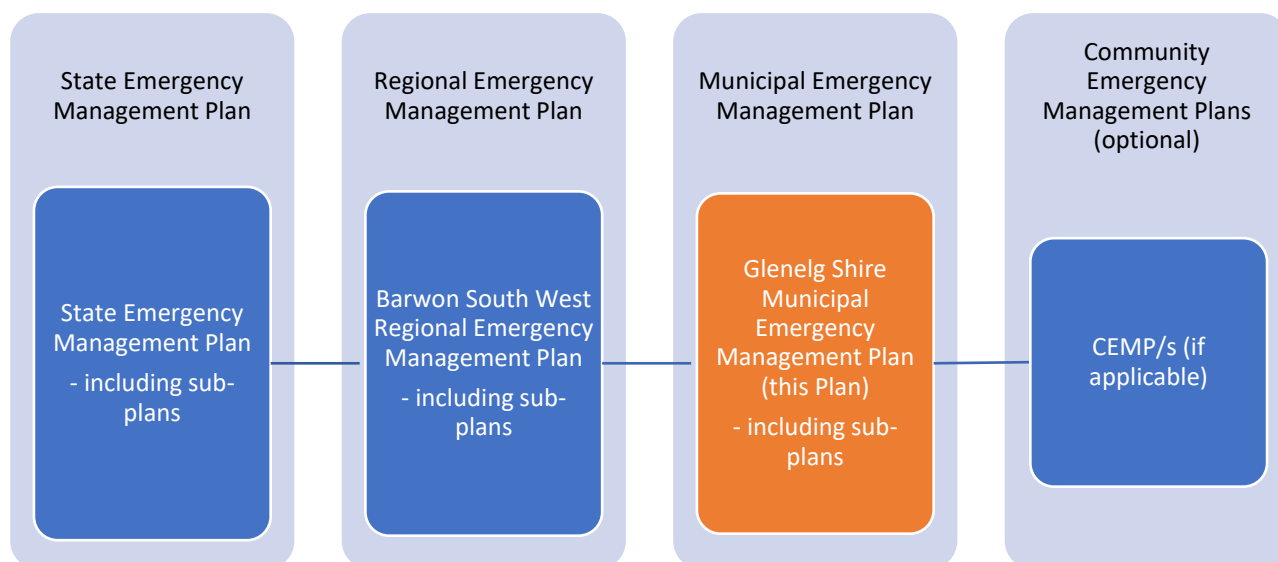 State Emergency
Management Plan
Regional Emergency
Management Plan
Municipal Emergency
Management Plan
Community
Emergency
Management Plans
(optional)
State Emergency
Management Plan
- including sub-
plans
Barwon South West
Regional Emergency
Management Plan
- including sub-
plans
Glenelg Shire
Municipal
Emergency
Management Plan
(this Plan)
- including sub-
plans
CEMP/s (if
applicable)